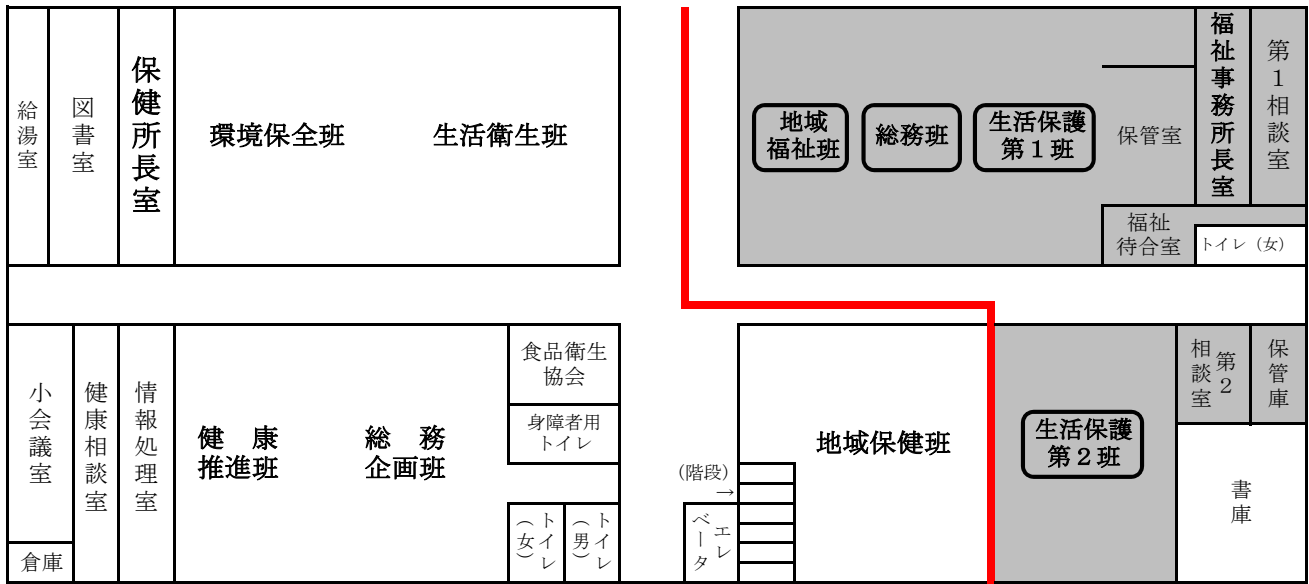 給湯室
図書室
保健所長室
環境保全班
生活衛生班
地域
福祉班
総務班
生活保護
第１班
保管室
福祉事務所長室
第１相談室
福祉
待合室
トイレ（女）
小会議室
倉庫
健康相談室
情報処理室
健　康
推進班
総　務
企画班
食品衛生
協会
身障者用
トイレ
トイレ
（女）
トイレ
（男）
（階段）
→
エレ
ベータ
地域保健班
生活保護
第２班
第２
相談室
保管庫
書庫